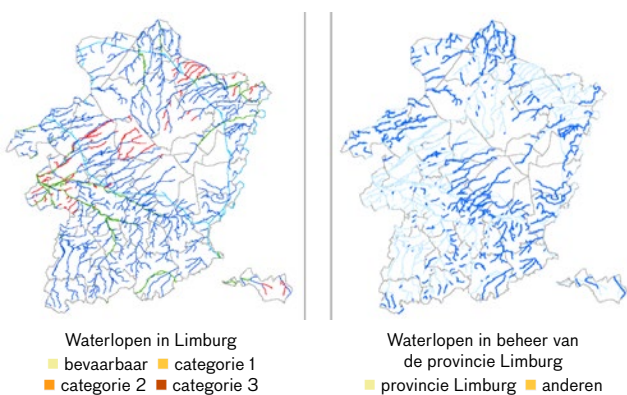 Waterlopen in Limburg
bevaarbaar categorie 1
categorie 2 categorie 3
Waterlopen in beheer van
de provincie Limburg
provincie Limburg anderen